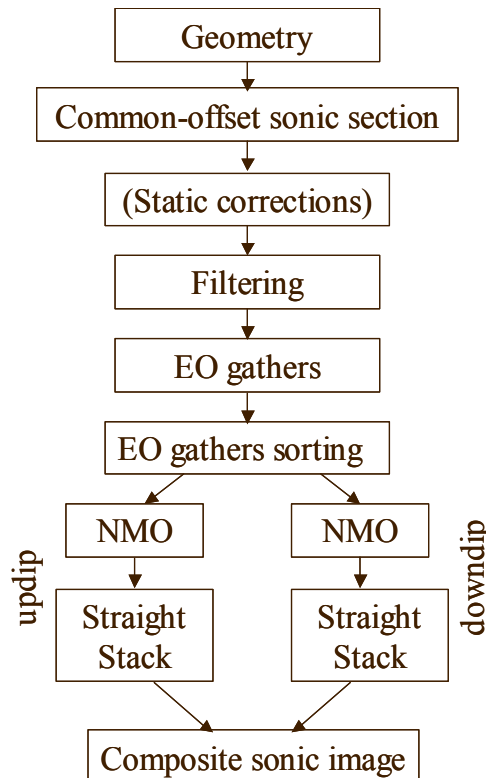 Geometry
Common-offset sonic section
(Static corrections)
Filtering
EO gathers
EO gathers sorting
NMO
NMO
updip
downdip
Straight
Stack
Straight
Stack
Composite sonic image